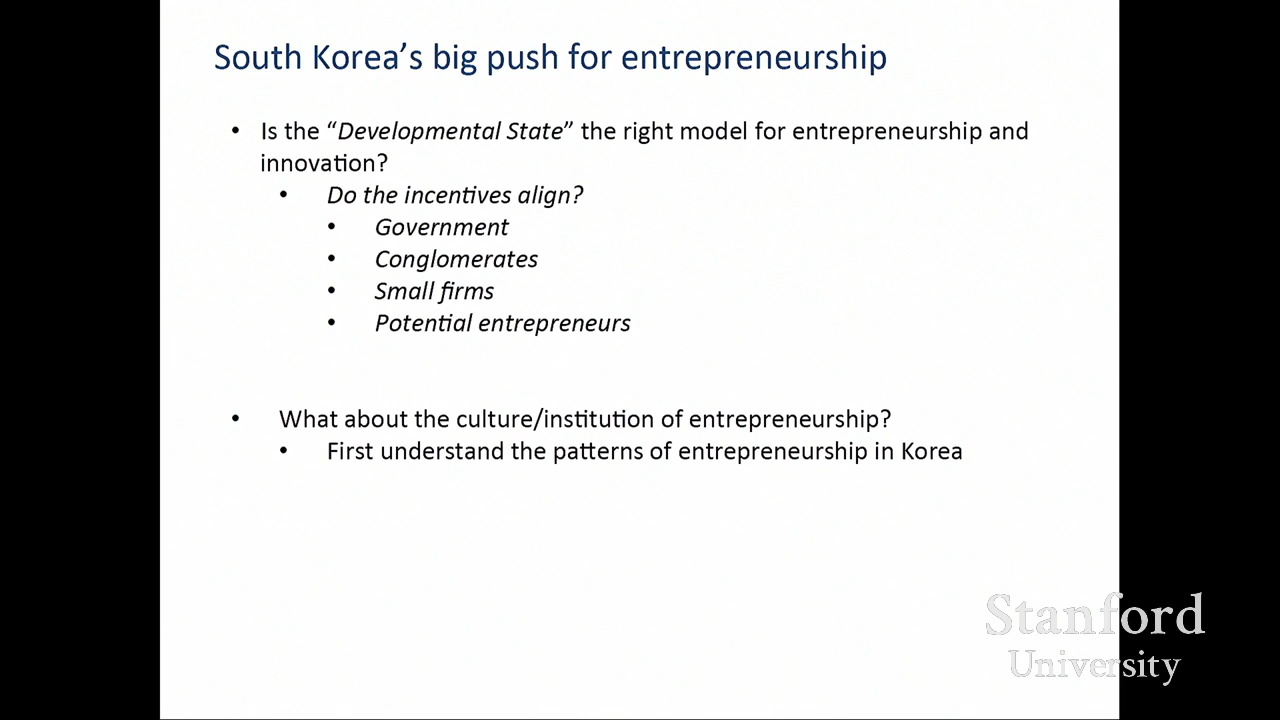 South Korea’s big push for entrepreneurship
• Is the “Developmental State” the right model for entrepreneurship and
innovation?
• Do the incentives align?
• Government
• Conglomerates
• Small firms
• Potential entrepreneurs
• What about the culture/institution of entrepreneurship?
• First understand the patterns of entrepreneurship in Korea
Stanford
University